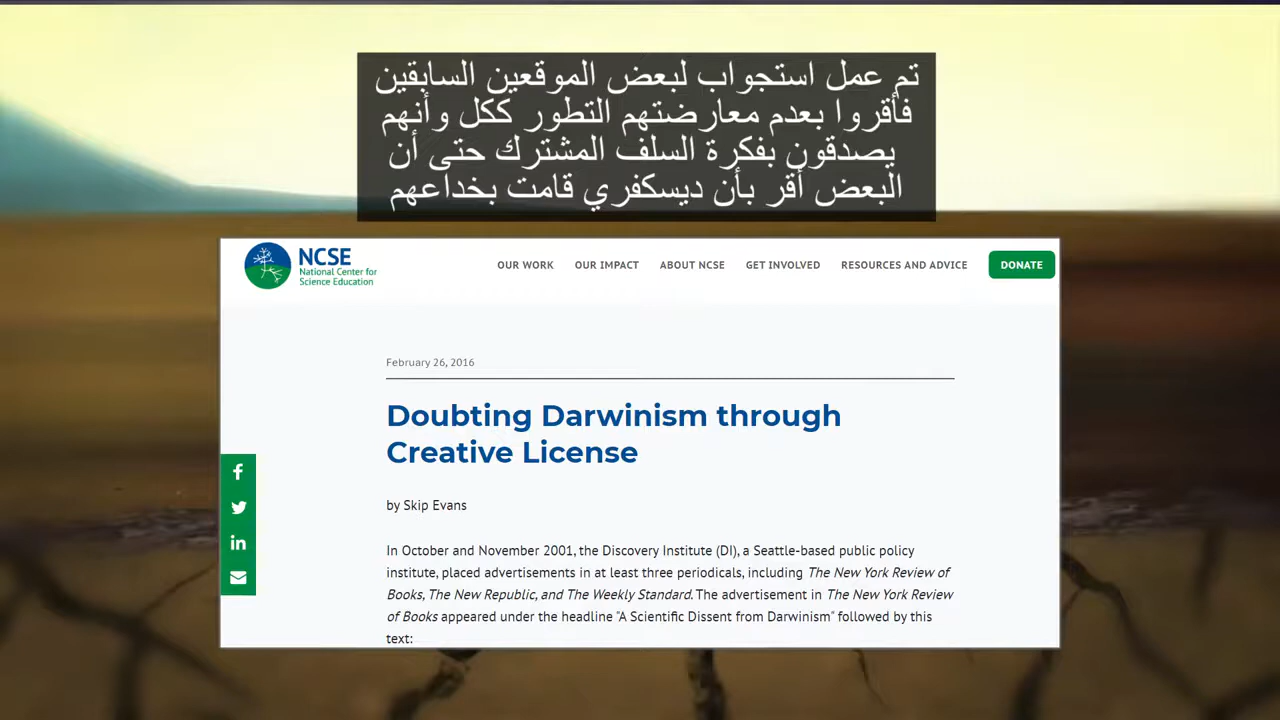 تم عمل استجواب لبعض الموقعين السابقين
فأقروا بعدم معارضتهم التطور ككل وأنهم
يصدقون بفكرة السلف المشترك حتى أن
البعض أقر بأن ديسكفري قامت بخداعهم
NCSE
National Center for
Science Education
OUR WORK OUR IMPACT ABOUT NCSE GET INVOLVED RESOURCES AND ADVICE DONATE
February 26, 2016
Doubting Darwinism through
Creative License
by Skip Evans
In October and November 2001, the Discovery Institute (DI), a Seattle-based public policy
institute, placed advertisements in at least three periodicals, including The New York Review of
Books, The New Republic, and The Weekly Standard. The advertisement in The New York Review
of Books appeared under the headline "A Scientific Dissent from Darwinism" followed by this
text: